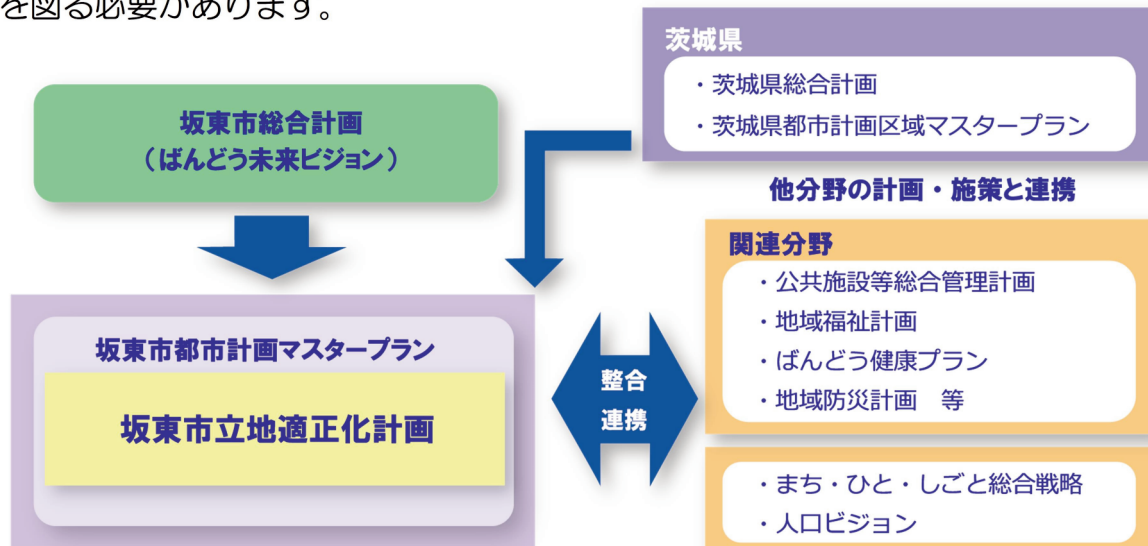 を図る必要があります。
坂東市総合計画
（ばんどう未来ビジョン）
茨城県
・茨城県総合計画
・茨城県都市計画区域マスタープラン
他分野の計画・施策と連携
関連分野
・公共施設等総合管理計画
・地域福祉計画
・ばんどう健康プラン
・地域防災計画　等
坂東市都市計画マスタープラン
坂東市立地適正化計画
整合
連携
・まち・ひと・しごと総合戦略
・人口ビジョン